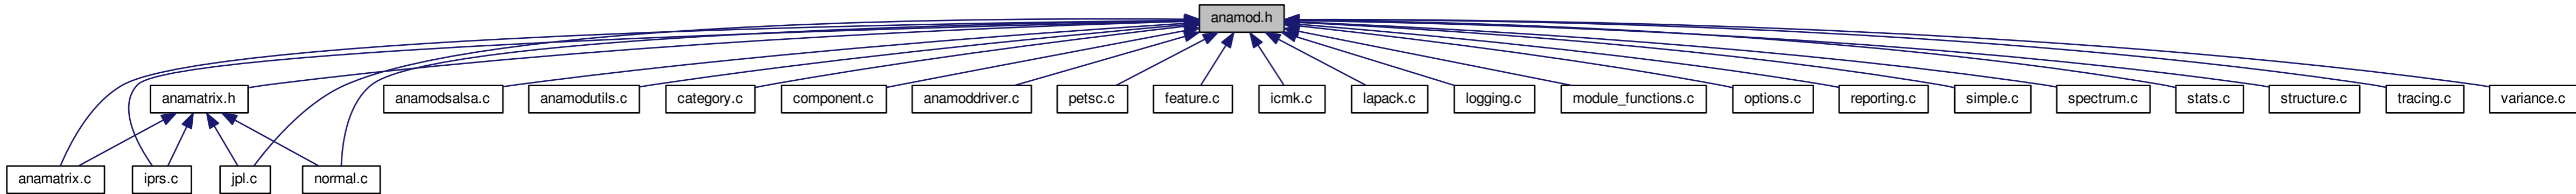 anamod.h
anamatrix.h
anamodsalsa.c
anamodutils.c
category.c
component.c
anamoddriver.c
petsc.c
feature.c
icmk.c
lapack.c
logging.c
module_functions.c
options.c
reporting.c
simple.c
spectrum.c
stats.c
structure.c
tracing.c
variance.c
anamatrix.c
iprs.c
jpl.c
normal.c